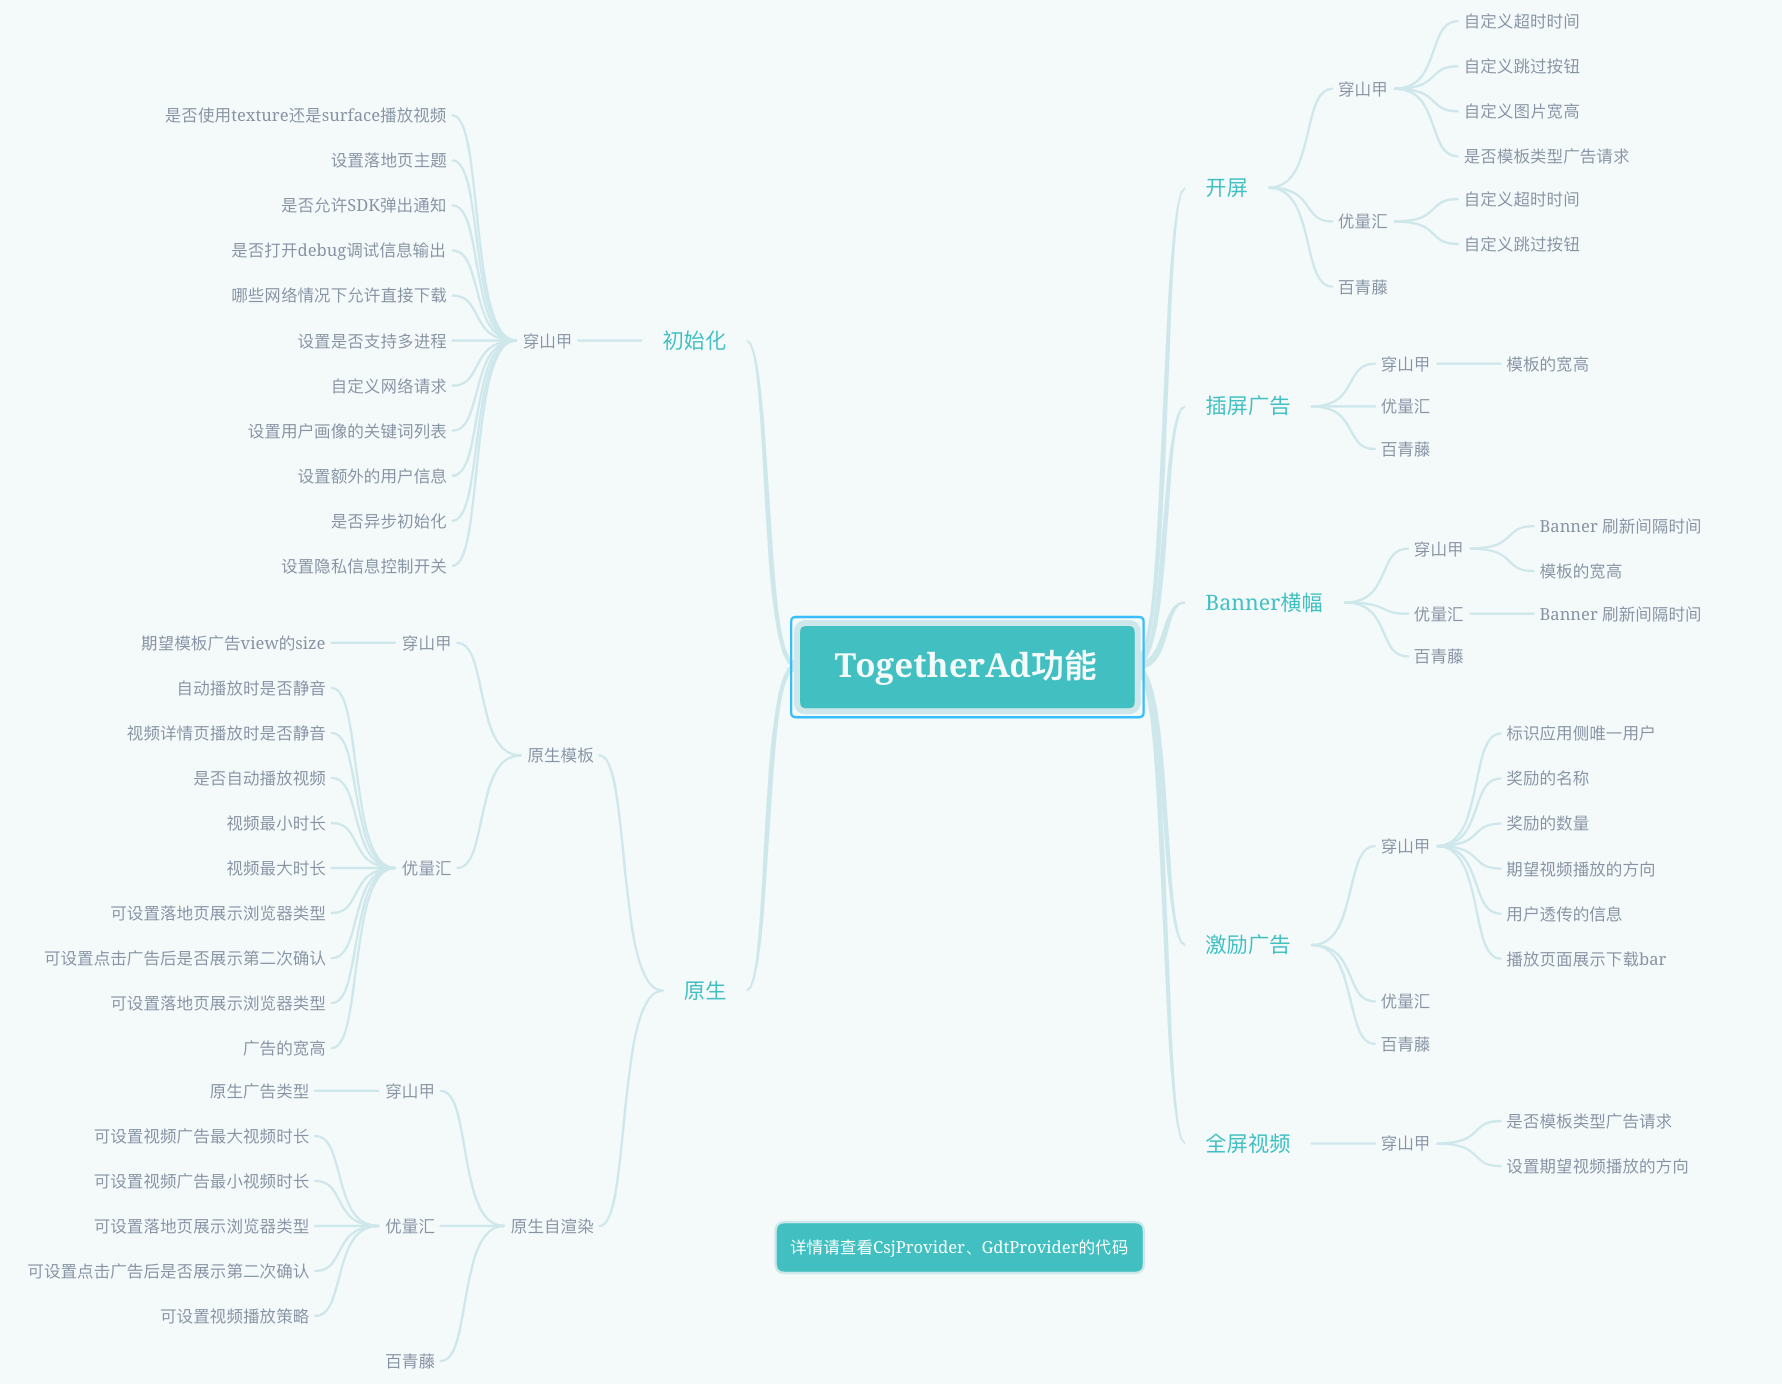 TogetherAd功能
初始化
穿山甲
是否使用texture还是surface播放视频
设置落地页主题
是否允许SDK弹出通知
是否打开debug调试信息输出
哪些网络情况下允许直接下载
设置是否支持多进程
自定义网络请求
设置用户画像的关键词列表
设置额外的用户信息
是否异步初始化
设置隐私信息控制开关
原生
原生模板
穿山甲
期望模板广告view的size
优量汇
自动播放时是否静音
视频详情页播放时是否静音
是否自动播放视频
视频最小时长
视频最大时长
可设置落地页展示浏览器类型
可设置点击广告后是否展示第二次确认
可设置落地页展示浏览器类型
广告的宽高
原生自渲染
穿山甲
原生广告类型
优量汇
可设置视频广告最大视频时长
可设置视频广告最小视频时长
可设置落地页展示浏览器类型
可设置点击广告后是否展示第二次确认
可设置视频播放策略
百青藤
开屏
穿山甲
自定义超时时间
自定义跳过按钮
自定义图片宽高
是否模板类型广告请求
优量汇
自定义超时时间
自定义跳过按钮
百青藤
插屏广告
穿山甲
模板的宽高
优量汇
百青藤
Banner横幅
穿山甲
Banner 刷新间隔时间
模板的宽高
优量汇
Banner 刷新间隔时间
百青藤
激励广告
穿山甲
标识应用侧唯一用户
奖励的名称
奖励的数量
期望视频播放的方向
用户透传的信息
播放页面展示下载bar
优量汇
百青藤
全屏视频
穿山甲
是否模板类型广告请求
设置期望视频播放的方向
详情请查看CsjProvider、GdtProvider的代码